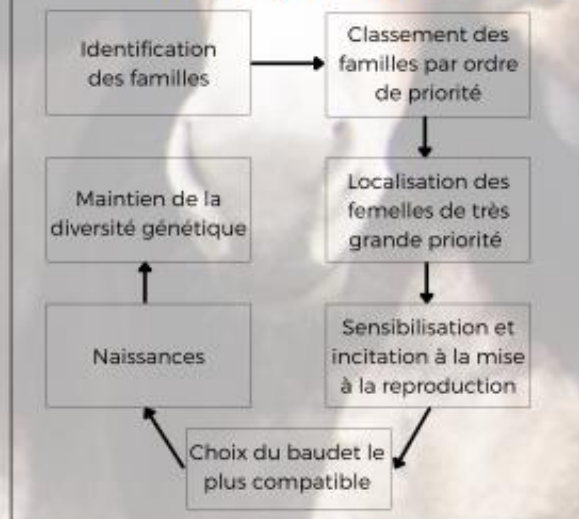 Identification
des familles
Classement des
familles par ordre
de priorité
Localisation des
femelles de très
grande priorité
Sensibilisation et
incitation à la mise
à la reproduction
Choix du baudet le
plus compatible
Naissances
Maintien de la
diversité génétique